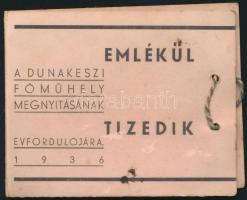 EMLÉKÜL
A DUNAKESZI
FŐMŰHELY
MEGNYITÁSÁNAK
TIZEDIK
ÉVFORDULÓJÁRA.
1936